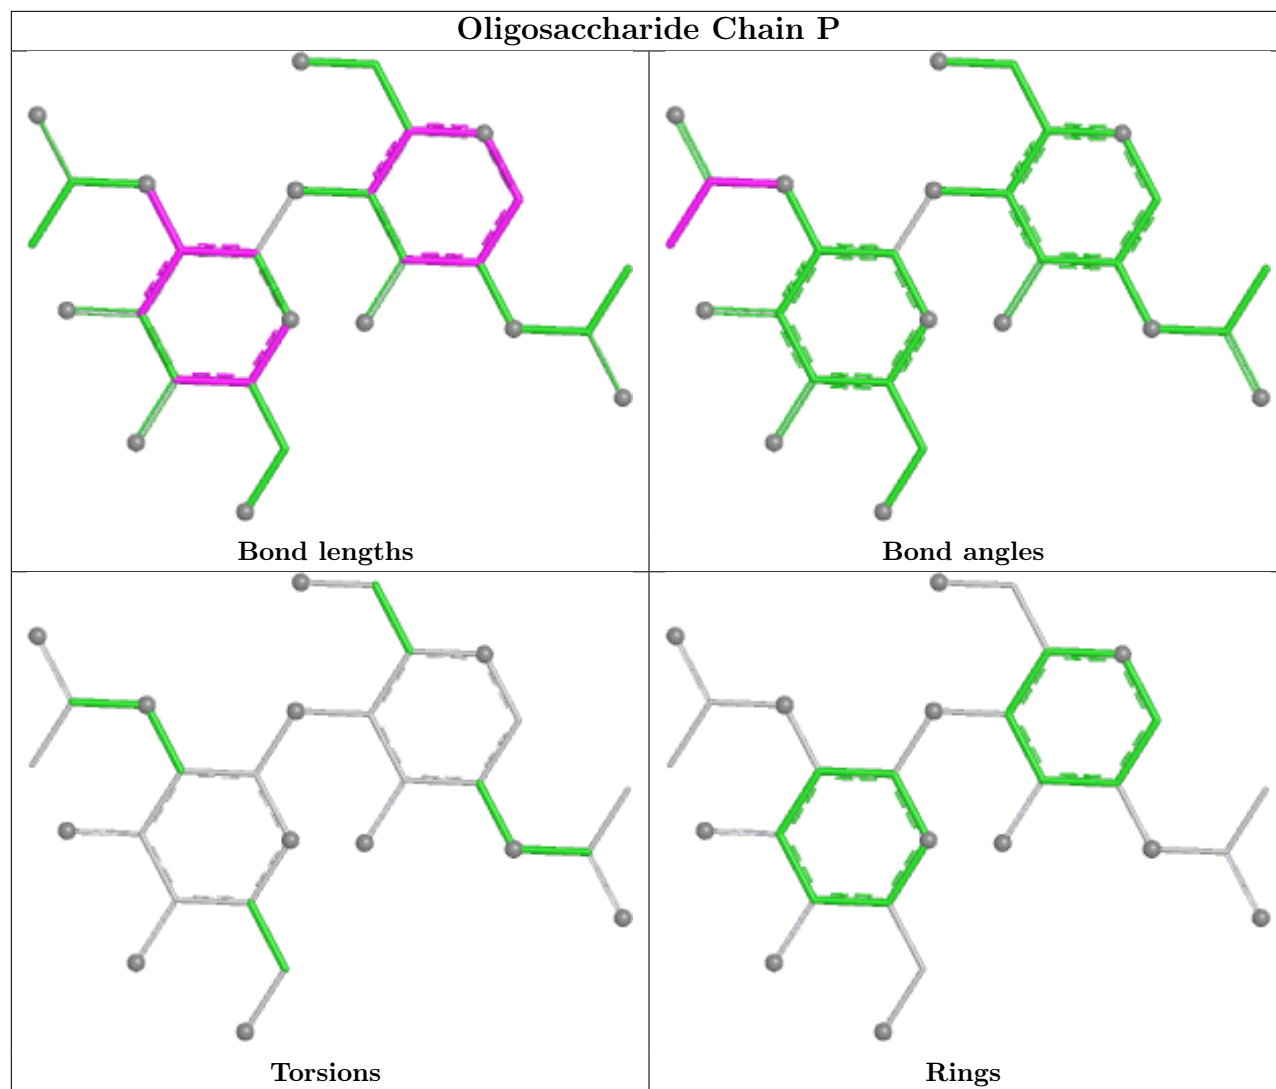 Oligosaccharide Chain P
Bond lengths
Bond angles
Torsions
Rings